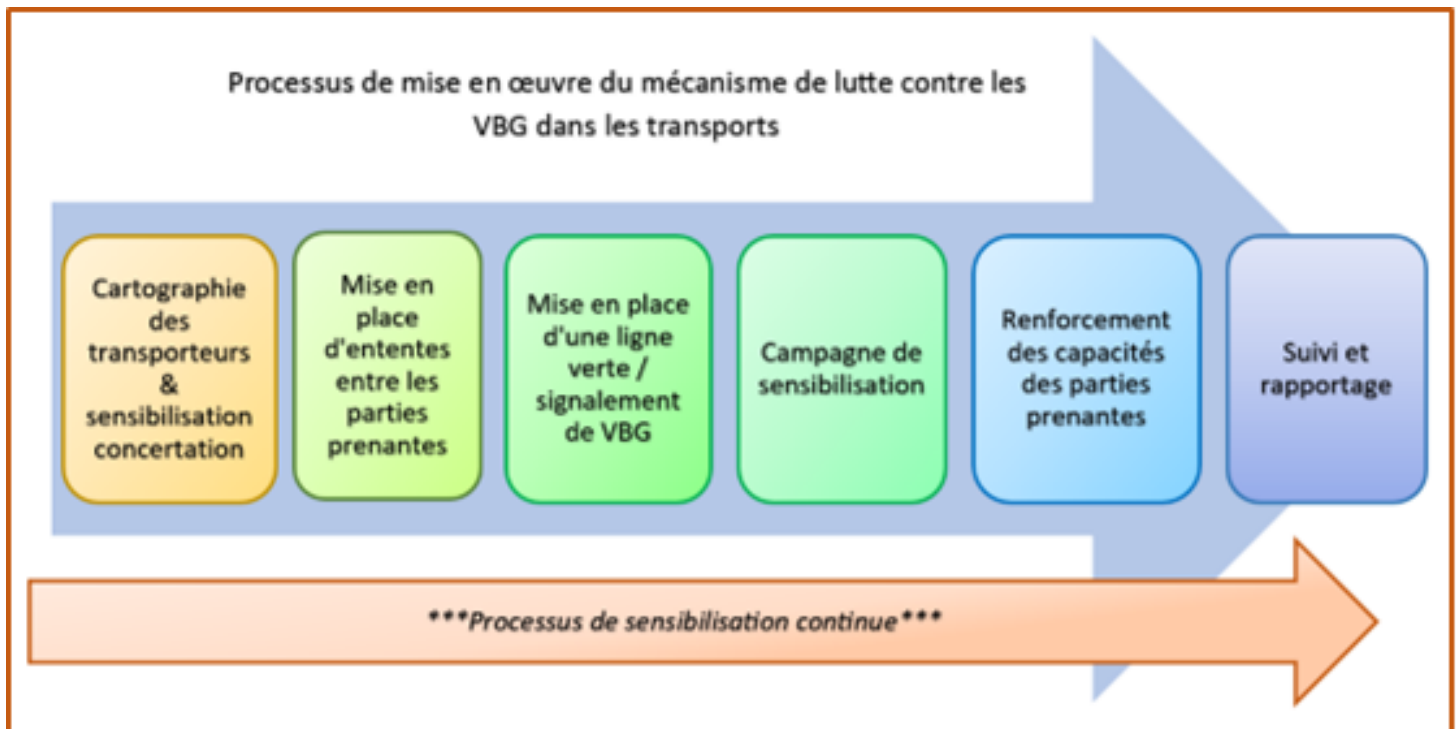 Processus de mise en œuvre du mécanisme de lutte contre les
VBG dans les transports
Cartographie
des
transporteurs
&
sensibilisation
concertation
Mise en
place
d'ententes
entre les
parties
prenantes
Mise en place
d'une ligne
verte /
signalement
de VBG
Campagne de
sensibilisation
Renforcement
des capacités
des parties
prenantes
Suivi et
rapportage
***Processus de sensibilisation continue***